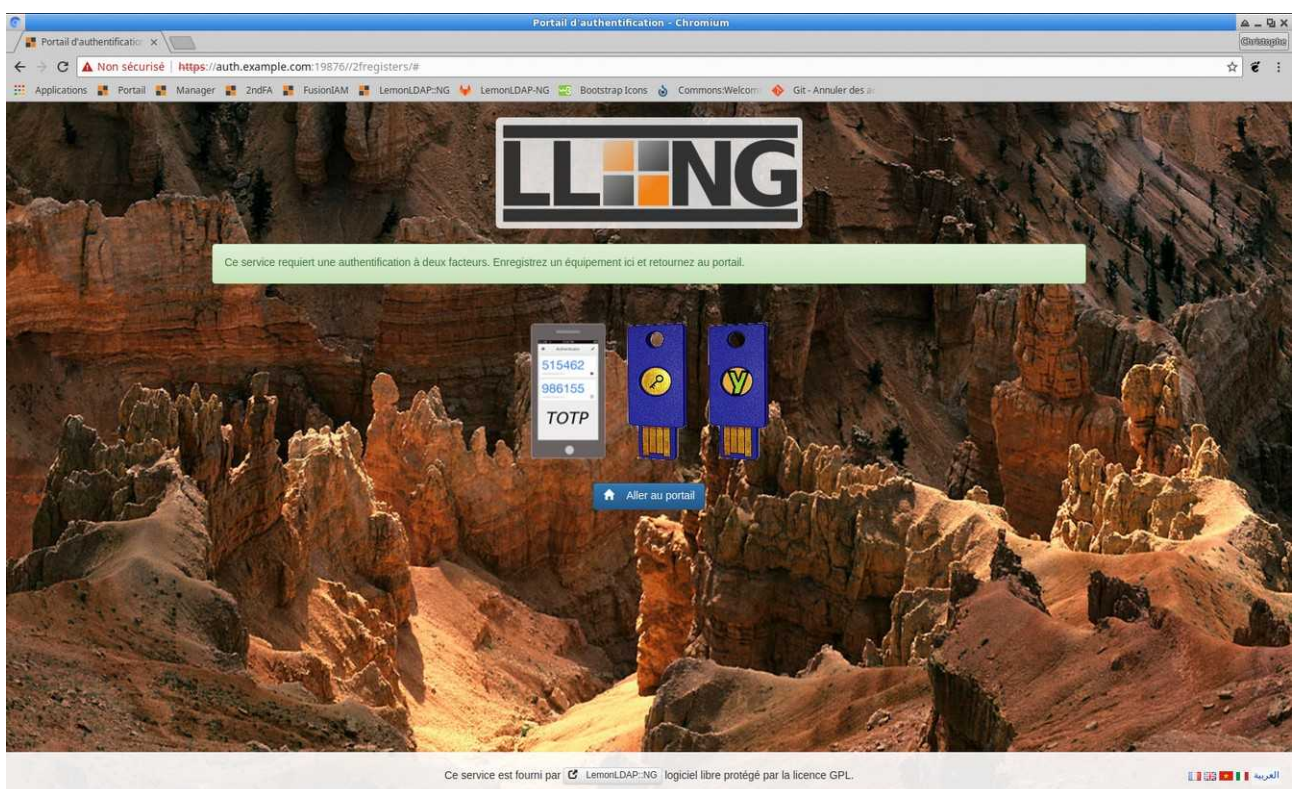 Portail d'authentification - Chromium
Portail d'authentificatio
Christophe
Non sécurisé | https://auth.example.com:19876//2fregisters/#
Applications Portail Manager 2ndFA FusionIAM LemonLDAP::NG LemonLDAP-NG Bootstrap Icons Commons:Welcom Git - Annuler des
LL NG
Ce service requiert une authentification à deux facteurs. Enregistrez un équipement ici et retournez au portail.
Authenticator
515462
986155
TOTP
y
Aller au portail
Ce service est fourni par LemonLDAP::NG logiciel libre protégé par la licence GPL.
العربية